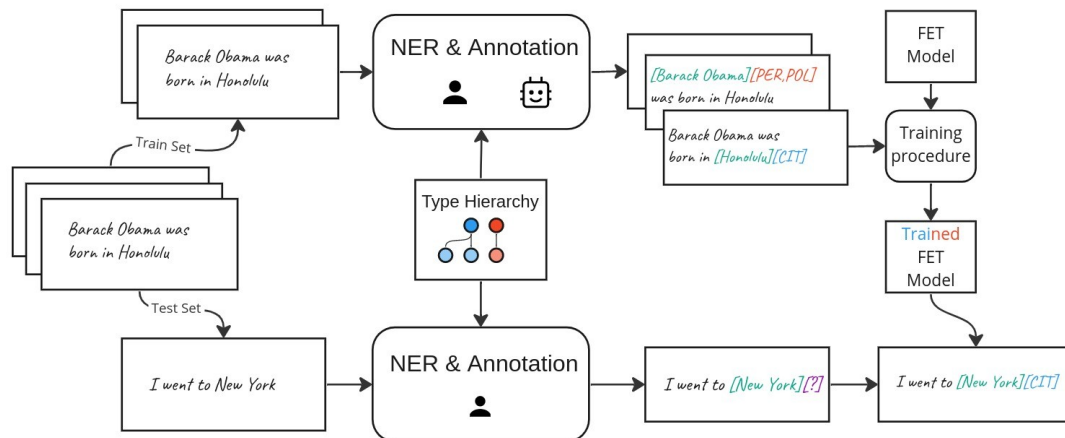 Barack Obama was
born in Honolulu
Train Set
Barack Obama was
born in Honolulu
Test Set
I went to New York
NER & Annotation
Type Hierarchy
NER & Annotation
[Barack Obama][PER,POL]
was born in Honolulu
Barack Obama was
born in [Honolulu][CIT]
FET
Model
Training
procedure
Trained
FET
Model
I went to [New York][?]
I went to [New York][CIT]